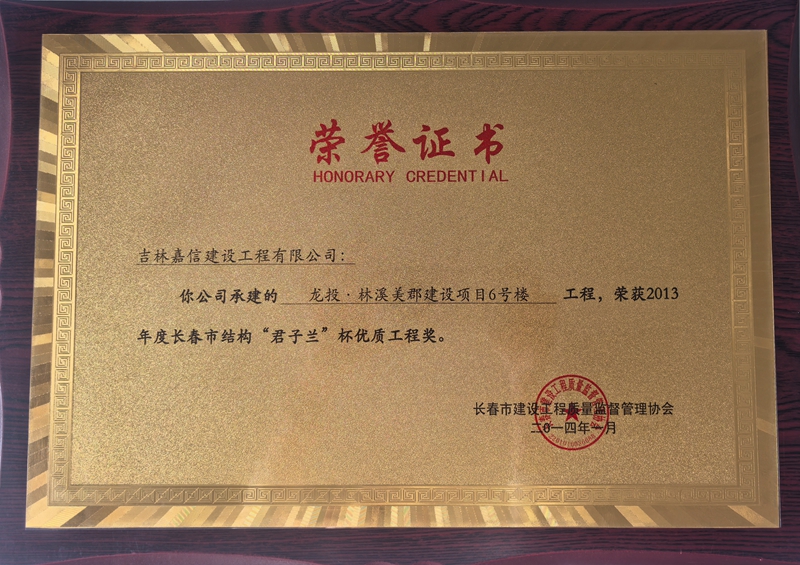 荣誉证书
HONORARY CREDENTIAL
吉林嘉信建设工程有限公司：
你公司承建的 龙投·林溪美郡建设项目6号楼 工程，荣获2013
年度长春市结构“君子兰”杯优质工程奖。
长春市建设工程质量监督管理协会
二0一四年一月